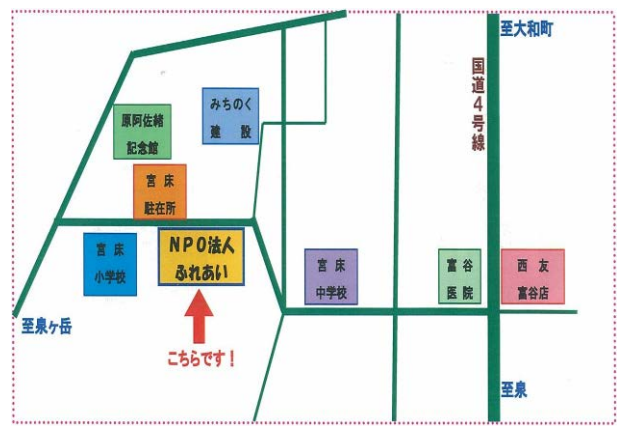 至大和町
国道4号線
みちのく
建設
原阿佐緒
記念館
宮床
駐在所
宮床
小学校
NPO法人
ふれあい
宮床
中学校
富谷
医院
西友
富谷店
至泉ヶ岳
こちらです!
至泉